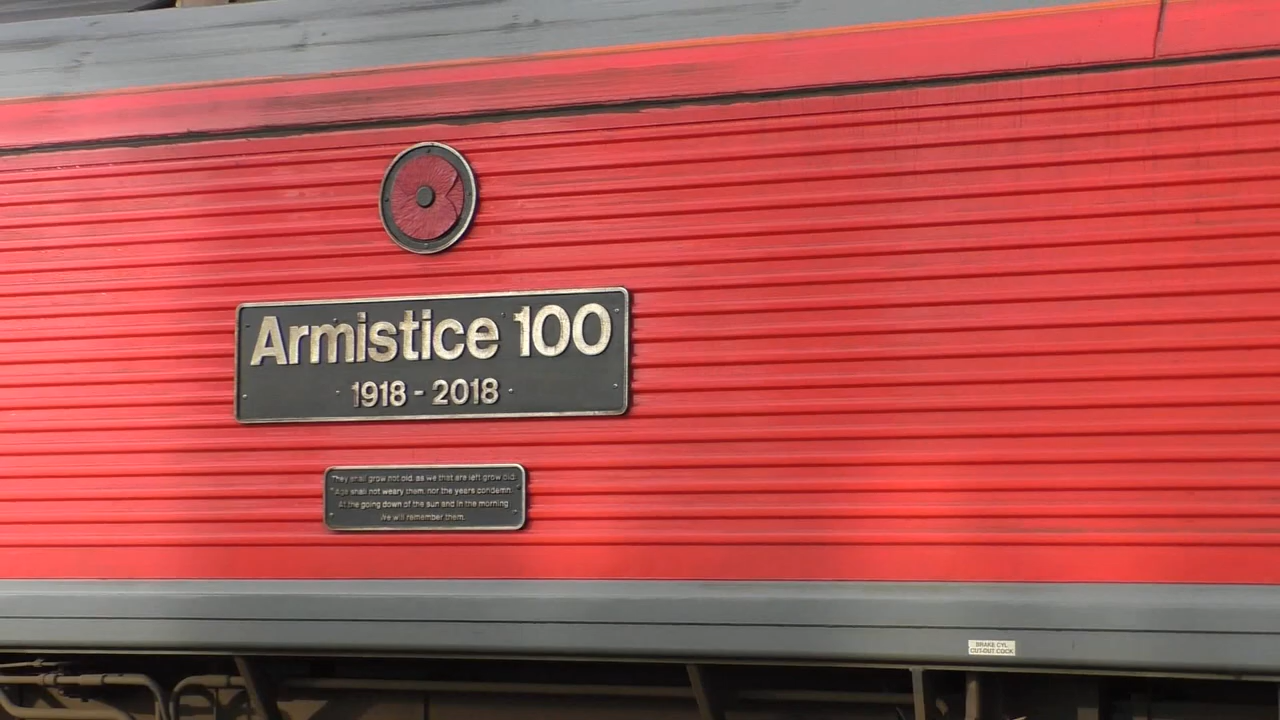 Armistice 100
1918 - 2018
They shall grow not old, as we that are left grow old:
Age shall not weary them, nor the years condemn.
At the going down of the sun and in the morning
We will remember them.
BRAKE CYL
CUT-OUT COCK